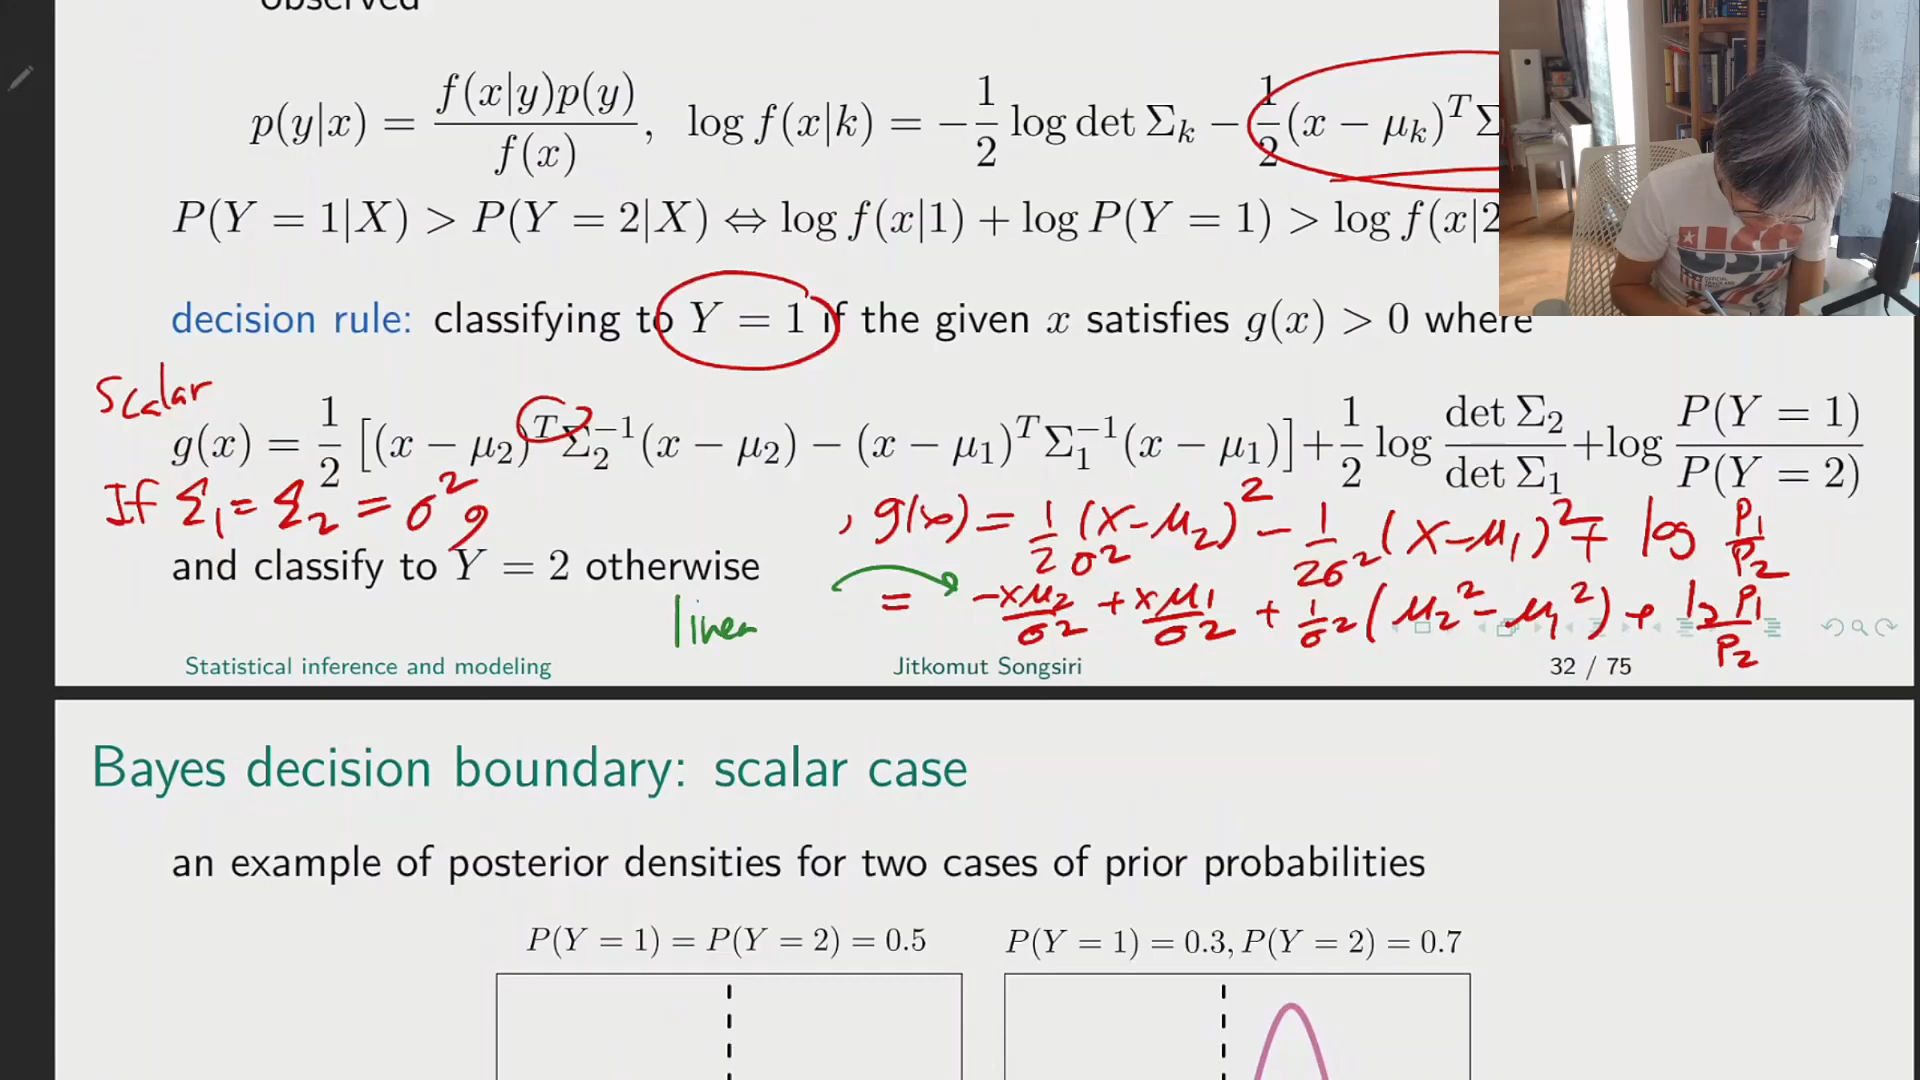 observed
p(y|x) = f(x|y)p(y) / f(x), log f(x|k) = −1/2 log det Σ_k − 1/2 (x − μ_k)^T Σ
P(Y = 1|X) > P(Y = 2|X) ⇔ log f(x|1) + log P(Y = 1) > log f(x|2
decision rule: classifying to Y = 1 if the given x satisfies g(x) > 0 where
Scalar
g(x) = 1/2 [(x − μ_2)^T Σ_2^{-1}(x − μ_2) − (x − μ_1)^T Σ_1^{-1}(x − μ_1)] + 1/2 log det Σ_2 / det Σ_1 + log P(Y = 1) / P(Y = 2)
If Σ_1 = Σ_2 = σ^2 , g(x) = 1/2σ^2 (x-μ_2)^2 − 1/2σ^2 (x-μ_1)^2 + log P_1/P_2
and classify to Y = 2 otherwise
linear = -xμ_2/σ^2 + xμ_1/σ^2 + 1/σ^2 (μ_2^2 - μ_1^2) + P_1/P_2
Statistical inference and modeling Jitkomut Songsiri 32 / 75
Bayes decision boundary: scalar case
an example of posterior densities for two cases of prior probabilities
P(Y = 1) = P(Y = 2) = 0.5 P(Y = 1) = 0.3, P(Y = 2) = 0.7